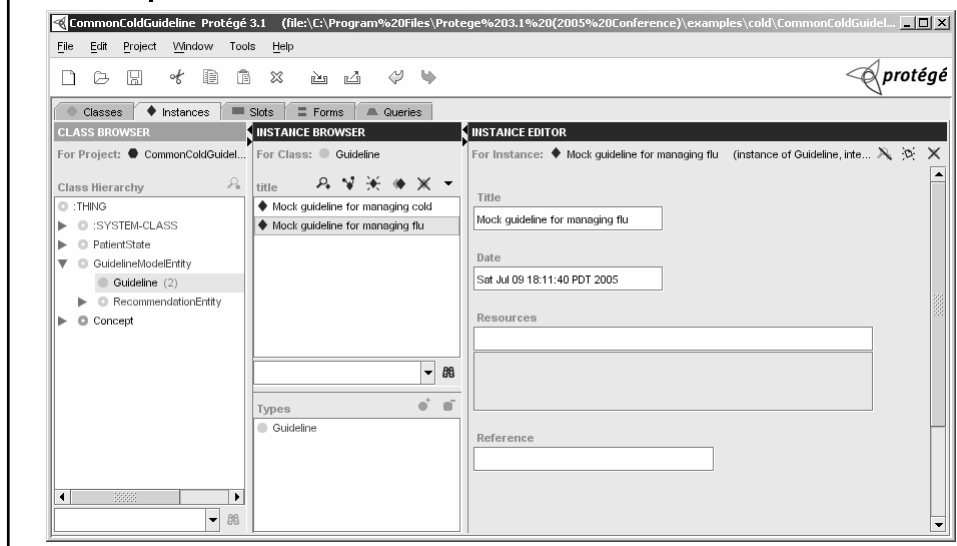 CommonColdGuideline Protégé 3.1 (file:\C:\Program%20Files\Protege%203.1%20(2005%20Conference)\examples\cold\CommonColdGuidel...
File Edit Project Window Tools Help
protégé
Classes Instances Slots Forms Queries
CLASS BROWSER
For Project: CommonColdGuidel...
Class Hierarchy
:THING
:SYSTEM-CLASS
PatientState
GuidelineModelEntity
Guideline (2)
RecommendationEntity
Concept
INSTANCE BROWSER
For Class: Guideline
title
Mock guideline for managing cold
Mock guideline for managing flu
Types
Guideline
INSTANCE EDITOR
For Instance: Mock guideline for managing flu (instance of Guideline, inte...
Title
Mock guideline for managing flu
Date
Sat Jul 09 18:11:40 PDT 2005
Resources
Reference